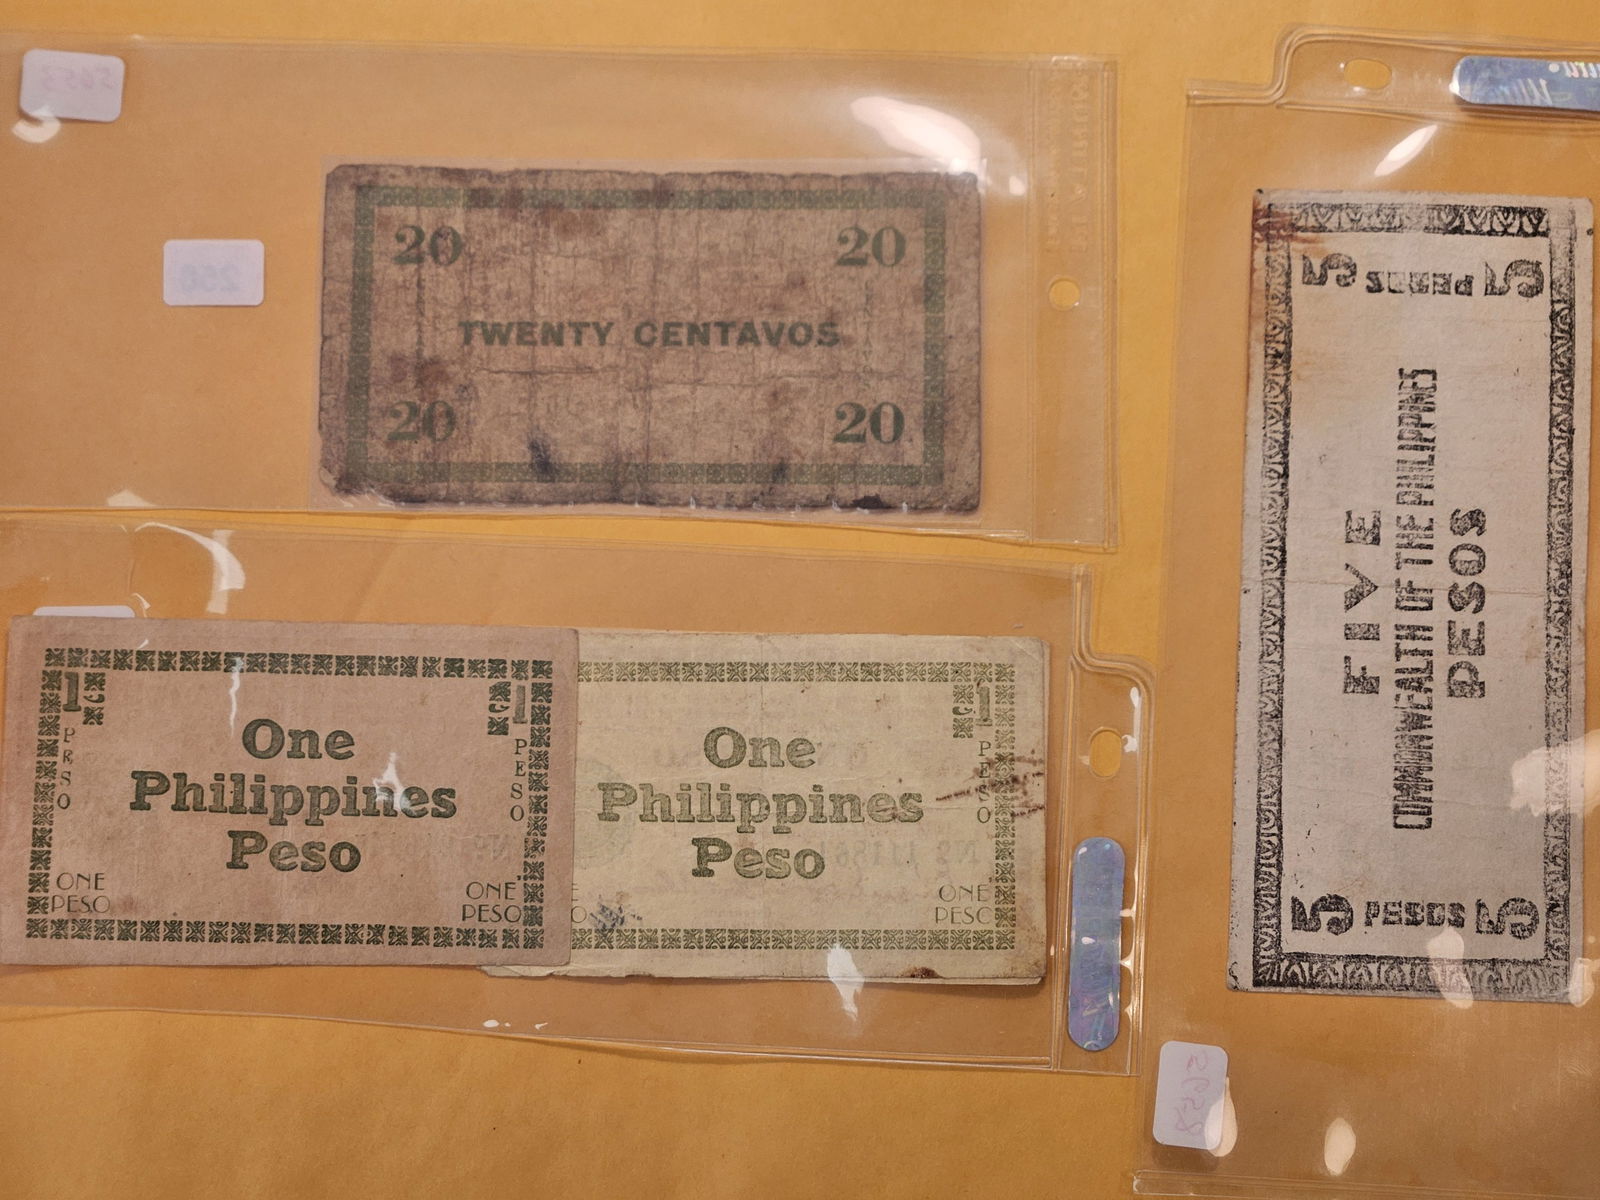 20 20
TWENTY CENTAVOS
20 20
1 1
PESO PESO
One
Philippines
Peso
ONE ONE
PESO PESO
1
PESO
One
Philippines
Peso
ONE
PESO
5 PESOS 5
FIVE
COMMONWEALTH OF THE PHILIPPINES
PESOS
5 PESOS 5